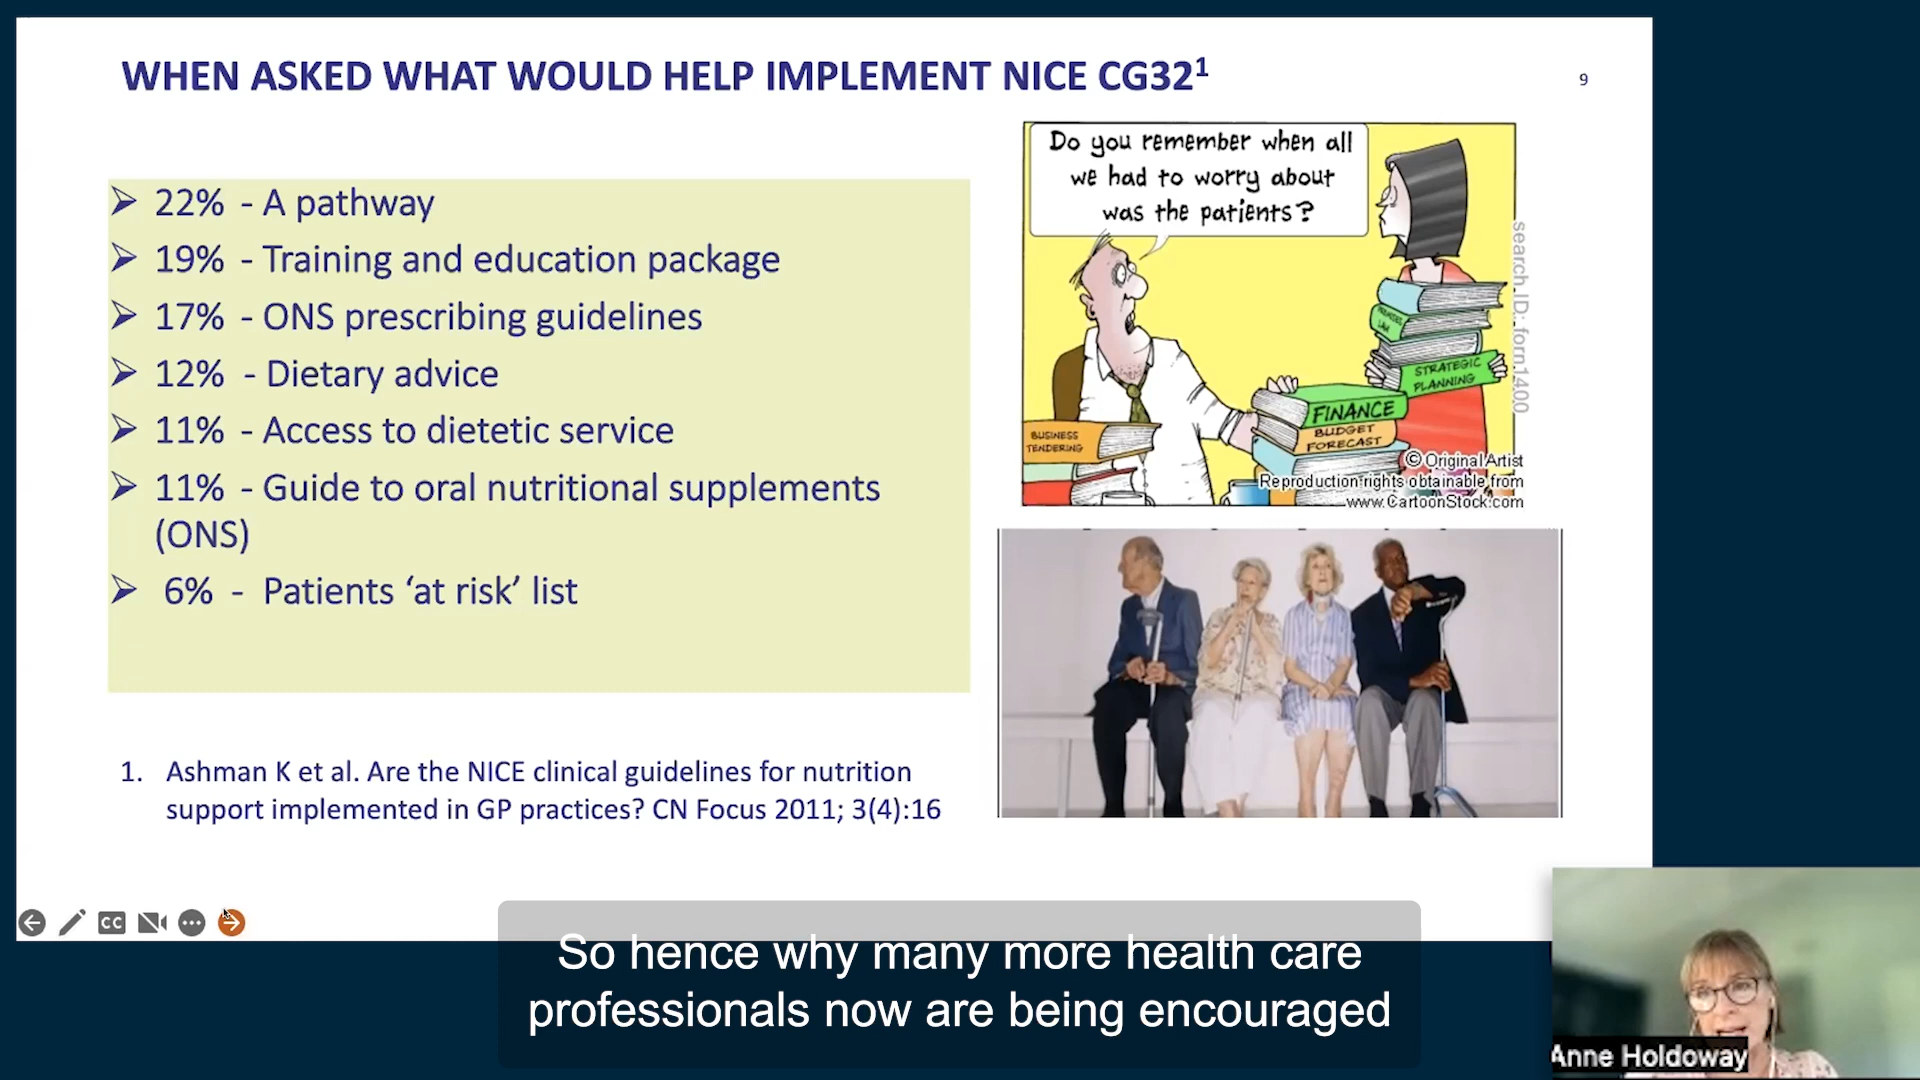 WHEN ASKED WHAT WOULD HELP IMPLEMENT NICE CG32¹
9
➢ 22% - A pathway
➢ 19% - Training and education package
➢ 17% - ONS prescribing guidelines
➢ 12% - Dietary advice
➢ 11% - Access to dietetic service
➢ 11% - Guide to oral nutritional supplements
(ONS)
➢ 6% - Patients ‘at risk’ list
Do you remember when all
we had to worry about
was the patients?
BUSINESS
TENDERING
FINANCE
BUDGET
FORECAST
LAW
STRATEGIC
PLANNING
search ID: forn1400
© Original Artist
Reproduction rights obtainable from
www.CartoonStock.com
1. Ashman K et al. Are the NICE clinical guidelines for nutrition
support implemented in GP practices? CN Focus 2011; 3(4):16
CC
So hence why many more health care
professionals now are being encouraged
Anne Holdoway